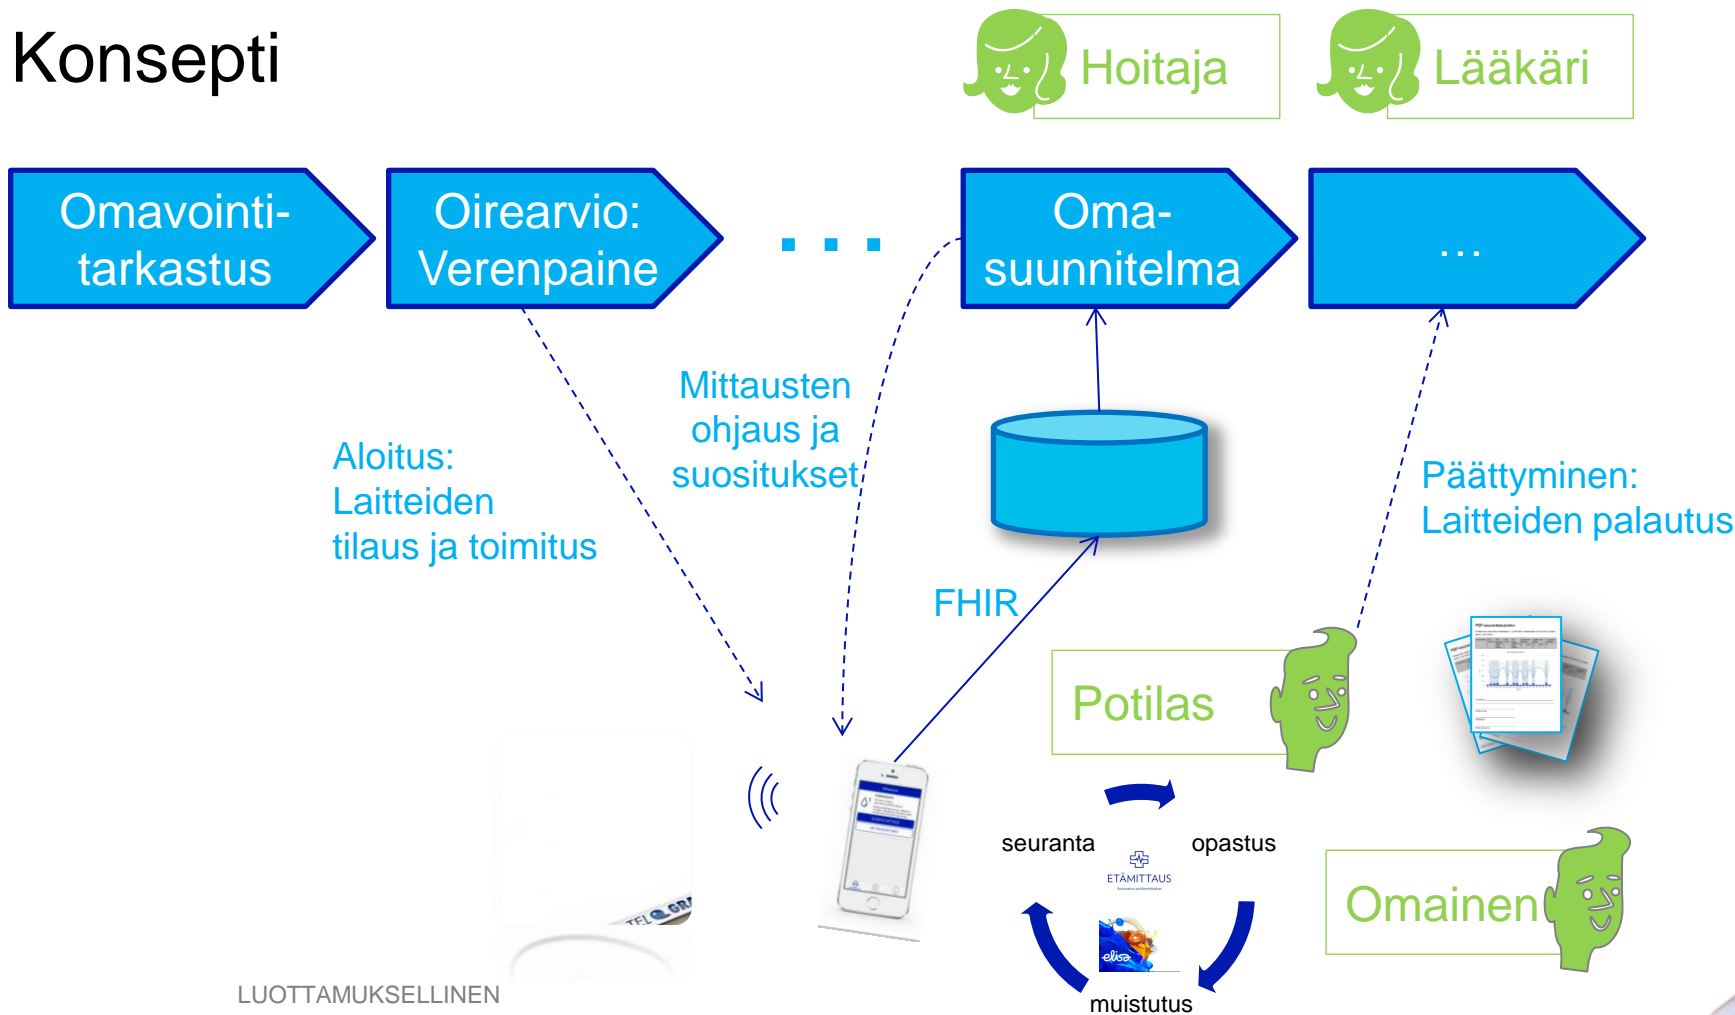 Konsepti
Hoitaja
Lääkäri
Omavointi-
tarkastus
Oirearvio:
Verenpaine
...
Oma-
suunnitelma
...
Mittausten
ohjaus ja
suositukset
Aloitus:
Laitteiden
tilaus ja toimitus
Päättyminen:
Laitteiden palautus
FHIR
Potilas
seuranta
opastus
ETÄMITTAUS
Omainen
elisa
muistutus
LUOTTAMUKSELLINEN